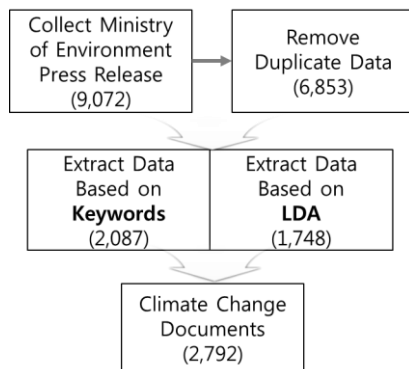 Collect Ministry
of Environment
Press Release
(9,072)
Remove
Duplicate Data
(6,853)
Extract Data
Based on
Keywords
(2,087)
Extract Data
Based on
LDA
(1,748)
Climate Change
Documents
(2,792)